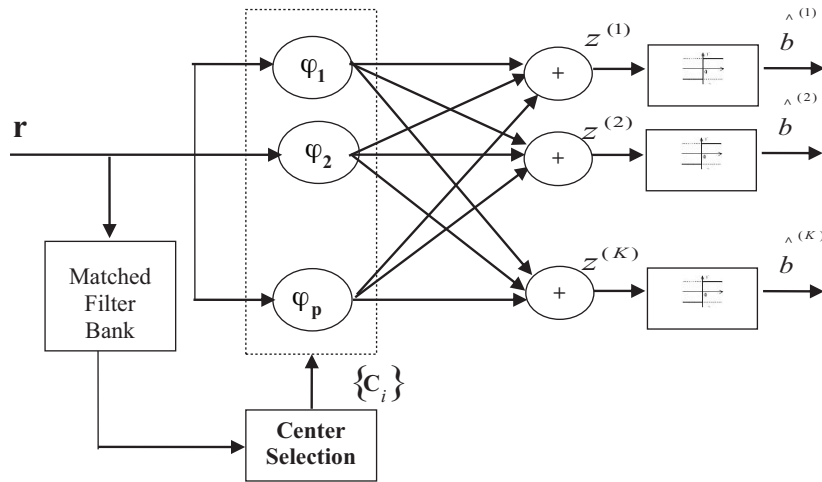 r
φ₁
φ₂
φₚ
+
+
+
z⁽¹⁾
z⁽²⁾
z⁽ᴷ⁾
b̂⁽¹⁾
b̂⁽²⁾
b̂⁽ᴷ⁾
Matched
Filter
Bank
{Cᵢ}
Center
Selection